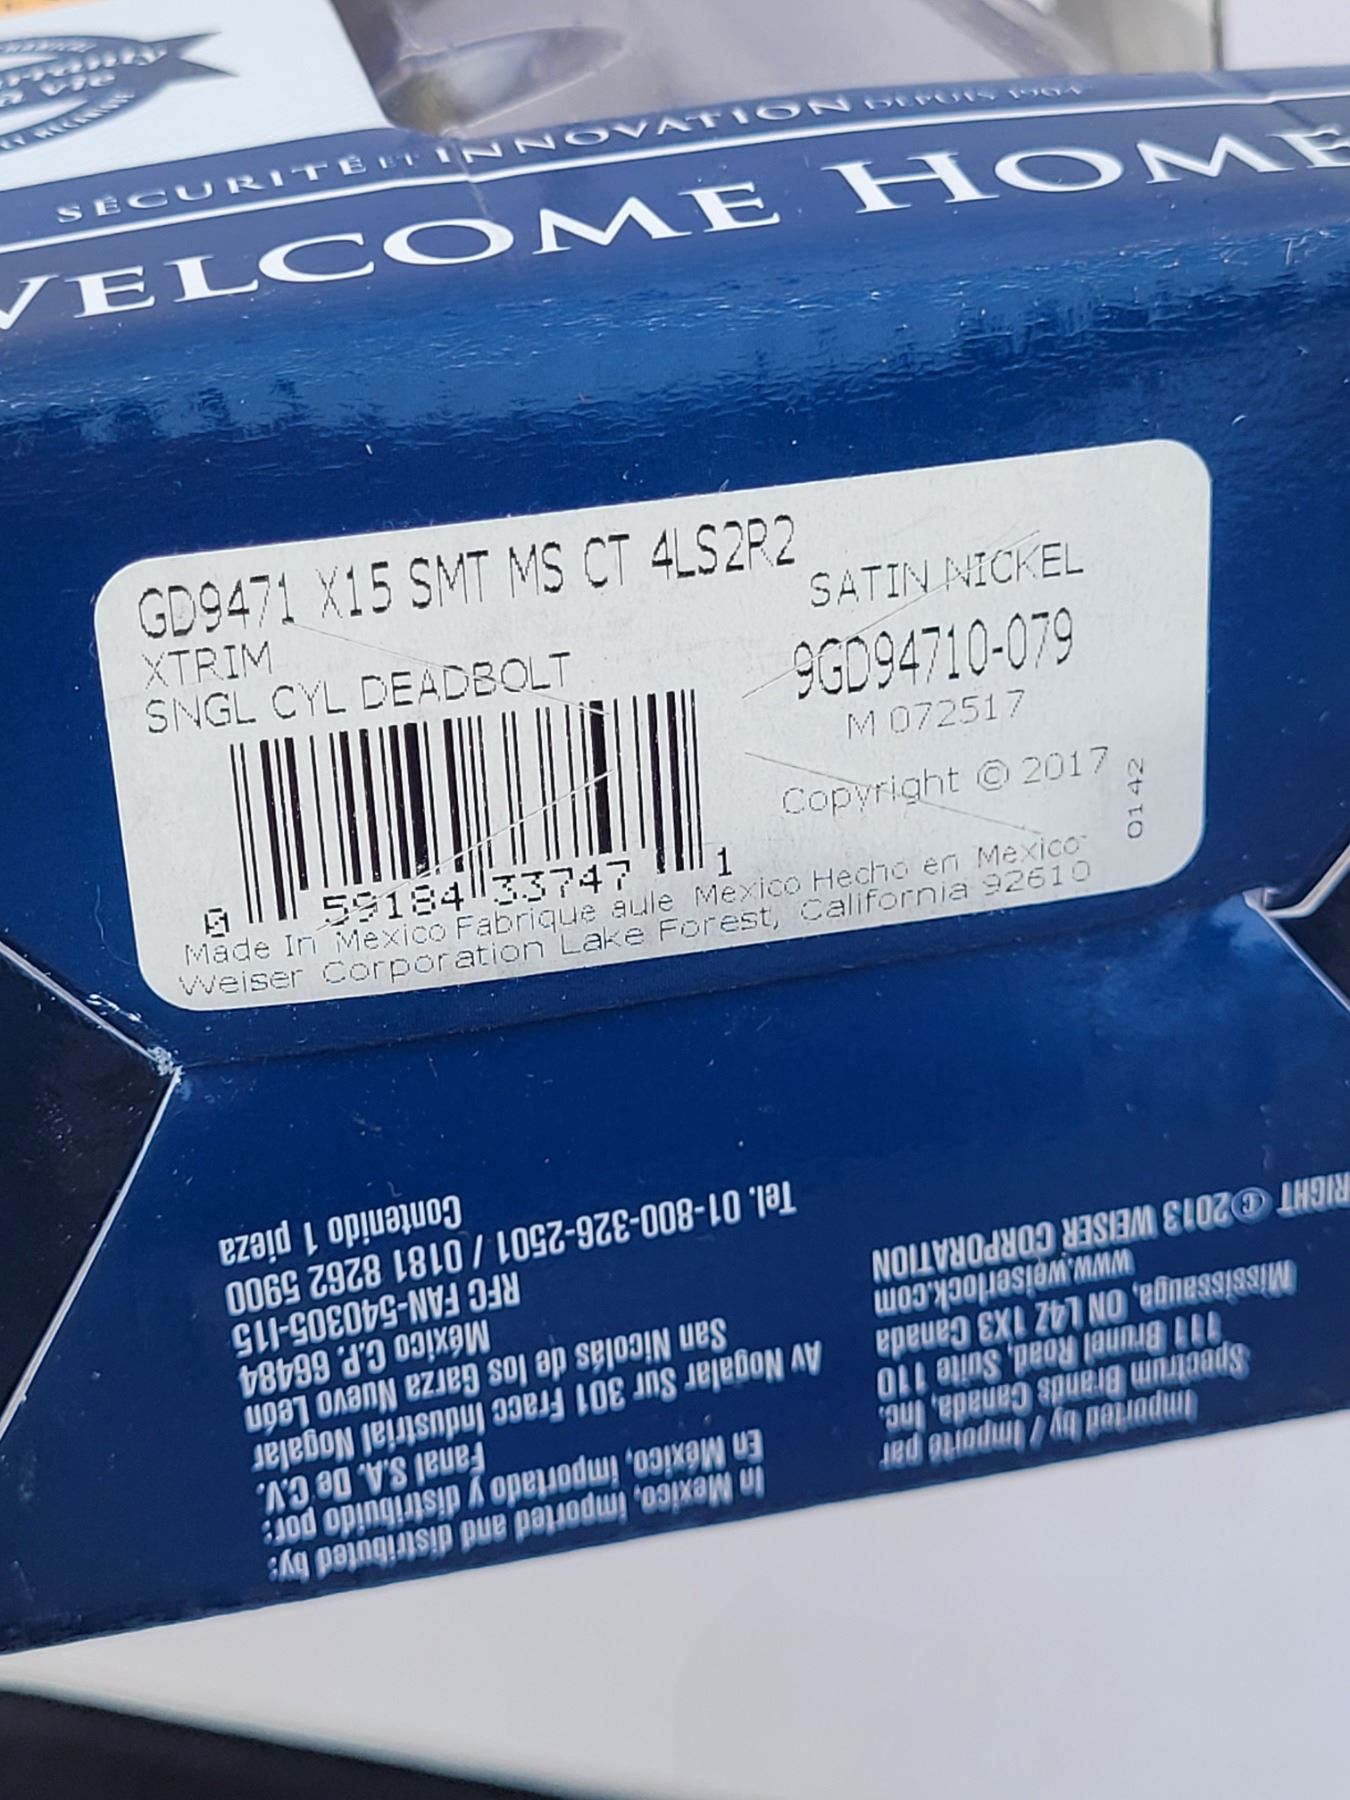 SÉCURITÉ ET INNOVATION DEPUIS 1904
WELCOME HOME
GD9471 X15 SMT MS CT 4LS2R2
XTRIM
SNGL CYL DEADBOLT
SATIN NICKEL
9GD94710-079
M 072517
Copyright © 2017
0142
0 59184 33747 1
Made In Mexico Fabrique auie Mexico Hecho en Mexico
Weiser Corporation Lake Forest, California 92610
In Mexico, imported and distributed by:
En México, importado y distribuido por:
Fanal S.A. De C.V.
Av Nogalar Sur 301 Fracc Industrial Nogalar
San Nicolás de los Garza Nuevo León
México C.P. 66484
RFC FAN-540305-I15
Tel. 01-800-326-2501 / 0181 8262 5900
Contenido 1 pieza
Imported by / Importé par
Spectrum Brands Canada, Inc.
111 Brunel Road, Suite 110
Mississauga, ON L4Z 1X3 Canada
www.weiserlock.com
RIGHT © 2013 WEISER CORPORATION